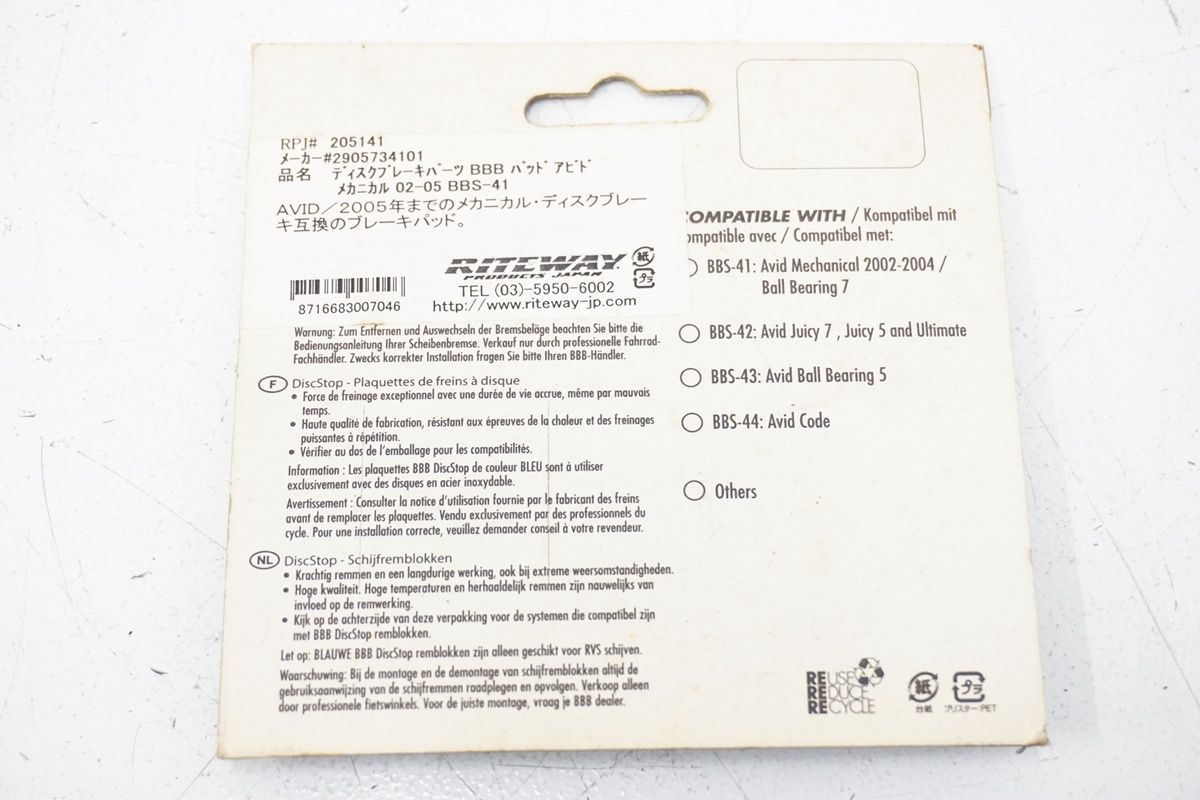 RPJ# 205141
メーカー#2905734101
品名 ディスクブレーキパーツ BBB パッド アビド
メカニカル 02-05 BBS-41
AVID／2005年までのメカニカル・ディスクブレー
キ互換のブレーキパッド。
RITEWAY
PRODUCTS JAPAN
紙
プラ
TEL (03)-5950-6002
http://www.riteway-jp.com
8716683007046
Warnung: Zum Entfernen und Auswechseln der Bremsbeläge beachten Sie bitte die
Bedienungsanleitung Ihrer Scheibenbremse. Verkauf nur durch professionelle Fahrrad-
Fachhändler. Zwecks korrekter Installation fragen Sie bitte Ihren BBB-Händler.
F DiscStop - Plaquettes de freins à disque
• Force de freinage exceptionnel avec une durée de vie accrue, même par mauvais
temps.
• Haute qualité de fabrication, résistant aux épreuves de la chaleur et des freinages
puissantes à répétition.
• Vérifier au dos de l'emballage pour les compatibilités.
Information : Les plaquettes BBB DiscStop de couleur BLEU sont à utiliser
exclusivement avec des disques en acier inoxydable.
Avertissement : Consulter la notice d'utilisation fournie par le fabricant des freins
avant de remplacer les plaquettes. Vendu exclusivement par des professionnels du
cycle. Pour une installation correcte, veuillez demander conseil à votre revendeur.
NL DiscStop - Schijfremblokken
• Krachtig remmen en een langdurige werking, ook bij extreme weersomstandigheden.
• Hoge kwaliteit. Hoge temperaturen en herhaaldelijk remmen zijn nauwelijks van
invloed op de remwerking.
• Kijk op de achterzijde van deze verpakking voor de systemen die compatibel zijn
met BBB DiscStop remblokken.
Let op: BLAUWE BBB DiscStop remblokken zijn alleen geschikt voor RVS schijven.
Waarschuwing: Bij de montage en de demontage van schijfremblokken altijd de
gebruiksaanwijzing van de schijfremmen raadplegen en opvolgen. Verkoop alleen
door professionele fietswinkels. Voor de juiste montage, vraag je BBB dealer.
COMPATIBLE WITH / Kompatibel mit
ompatible avec / Compatibel met:
BBS-41: Avid Mechanical 2002-2004 /
Ball Bearing 7
BBS-42: Avid Juicy 7 , Juicy 5 and Ultimate
BBS-43: Avid Ball Bearing 5
BBS-44: Avid Code
Others
REUSE
REDUCE
RECYCLE
紙
台紙
プラ
ブリスター:PET